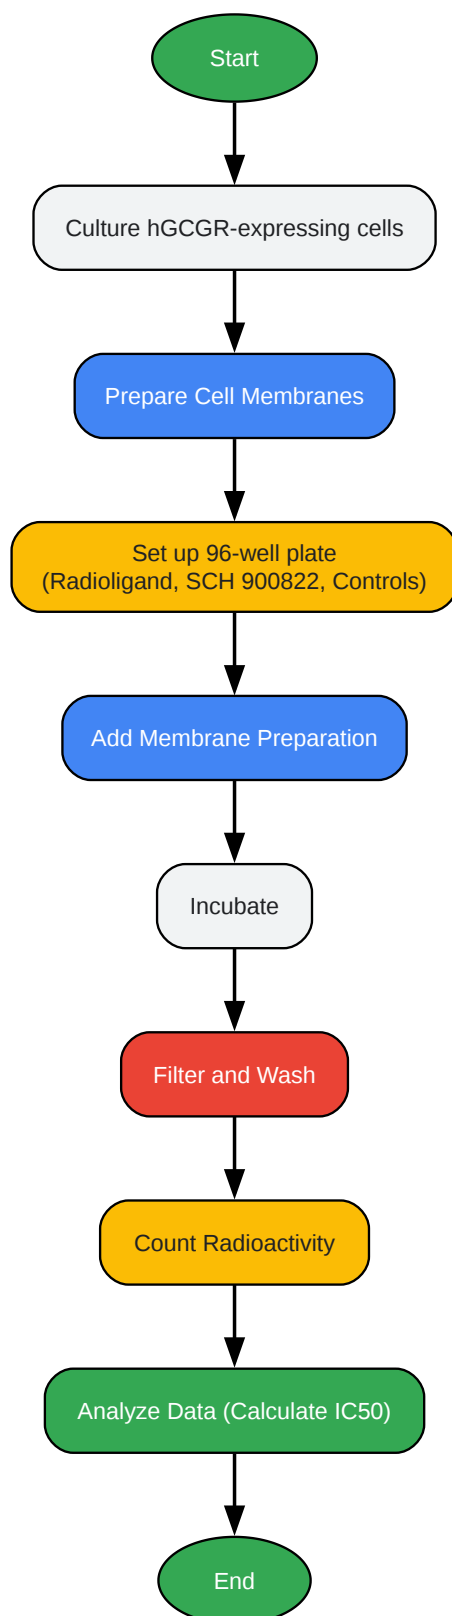 Start
Culture hGCGR-expressing cells
Prepare Cell Membranes
Set up 96-well plate
(Radioligand, SCH 900822, Controls)
Add Membrane Preparation
Incubate
Filter and Wash
Count Radioactivity
Analyze Data (Calculate IC50)
End